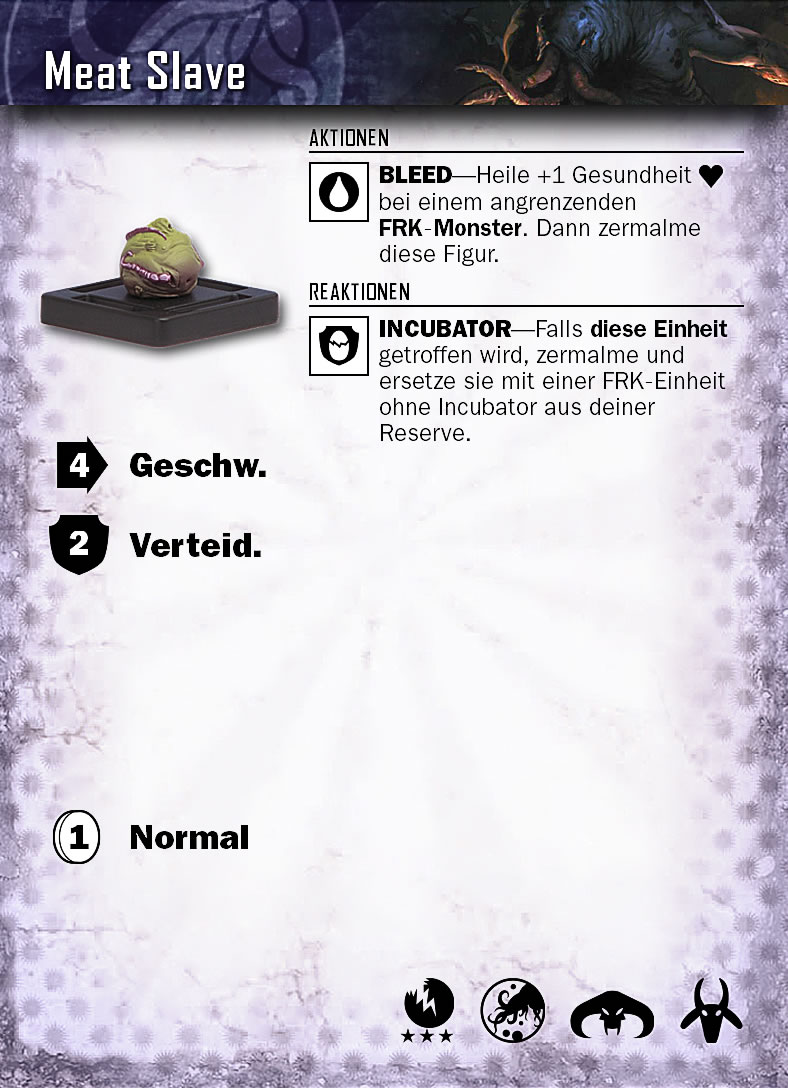 Meat Slave
AKTIONEN
BLEED—Heile +1 Gesundheit ♥
bei einem angrenzenden
FRK-Monster. Dann zermalme
diese Figur.
REAKTIONEN
INCUBATOR—Falls diese Einheit
getroffen wird, zermalme und
ersetze sie mit einer FRK-Einheit
ohne Incubator aus deiner
Reserve.
4 Geschw.
2 Verteid.
1 Normal